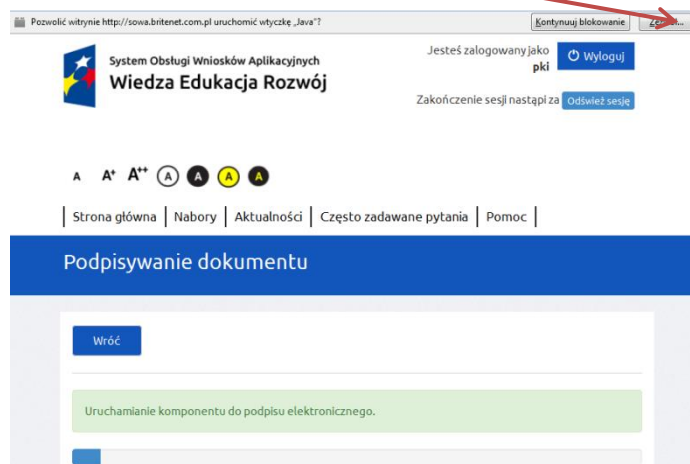 Pozwolić witrynie http://sowa.britenet.com.pl uruchomić wtyczkę „Java"?
Kontynuuj blokowanie
System Obsługi Wniosków Aplikacyjnych
Wiedza Edukacja Rozwój
Jesteś zalogowany jako
pki
Wyloguj
Zakończenie sesji nastąpi za Odśwież sesję
A A+ A++ A A A A
Strona główna Nabory Aktualności Często zadawane pytania Pomoc
Podpisywanie dokumentu
Wróć
Uruchamianie komponentu do podpisu elektronicznego.